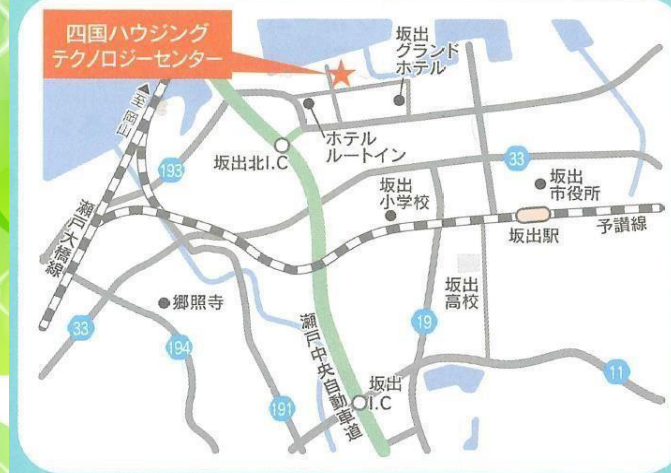 四国ハウジング
テクノロジーセンター
坂出
グランド
ホテル
▲至岡山
ホテル
ルートイン
坂出北I.C
193
33
坂出
小学校
坂出
市役所
瀬戸大橋線
坂出駅
予讃線
郷照寺
坂出
高校
33
194
瀬戸中央自動車道
19
坂出
I.C
11
191